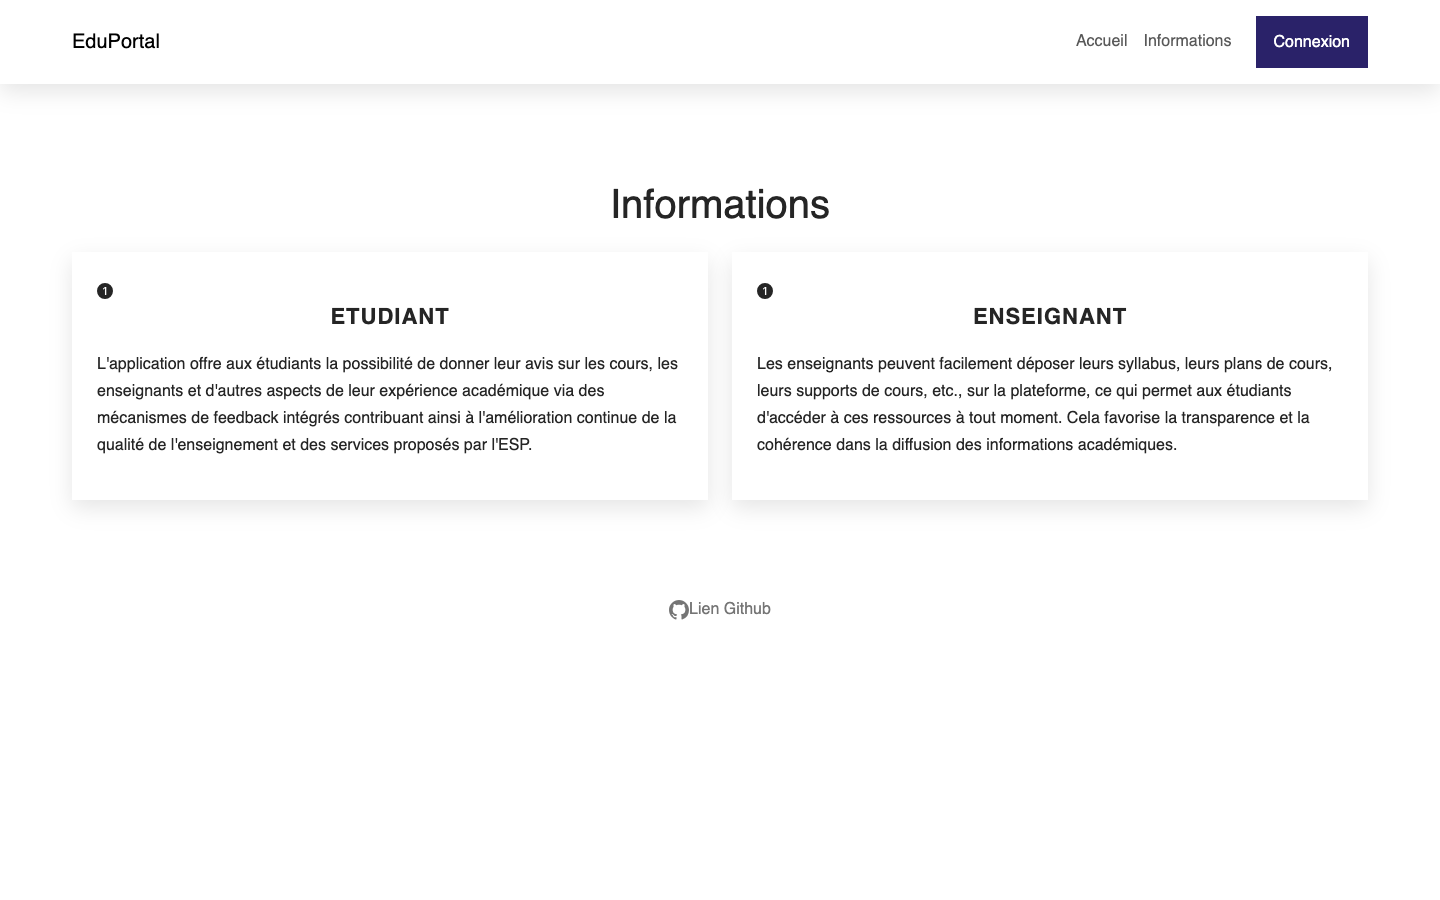 EduPortal
Accueil
Informations
Connexion
Informations
1
ETUDIANT
L'application offre aux étudiants la possibilité de donner leur avis sur les cours, les
enseignants et d'autres aspects de leur expérience académique via des
mécanismes de feedback intégrés contribuant ainsi à l'amélioration continue de la
qualité de l'enseignement et des services proposés par l'ESP.
1
ENSEIGNANT
Les enseignants peuvent facilement déposer leurs syllabus, leurs plans de cours,
leurs supports de cours, etc., sur la plateforme, ce qui permet aux étudiants
d'accéder à ces ressources à tout moment. Cela favorise la transparence et la
cohérence dans la diffusion des informations académiques.
Lien Github